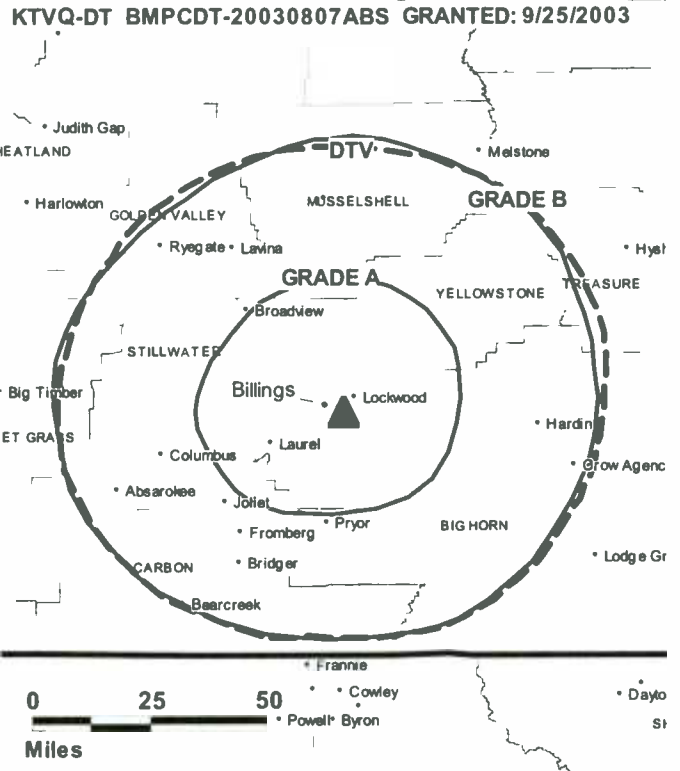 KTVQ-DT BMPCDT-20030807ABS GRANTED: 9/25/2003
Judith Gap
HEATLAND
DTV
Melstone
Harlowton
GOLDEN VALLEY
MUSSELSHELL
GRADE B
Ryegate
Lavina
Hysh
GRADE A
TREASURE
YELLOWSTONE
Broadview
STILLWATER
Big Timber
Billings
Lockwood
ET GRASS
Hardin
Laurel
Columbus
Crow Agenc
Absarokee
Joliet
Pryor
BIG HORN
Fromberg
Lodge Gr
CARBON
Bridger
Bearcreek
Frannie
0 25 50
Cowley
Dayto
Powell
Byron
SH
Miles